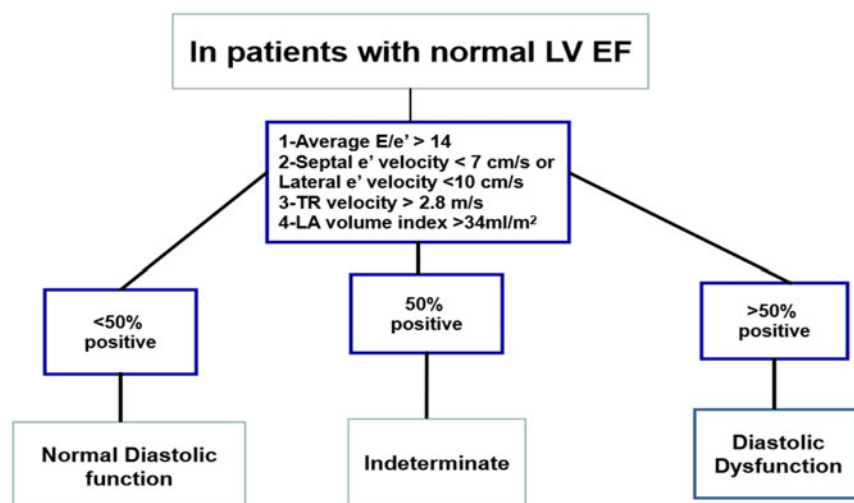 In patients with normal LV EF
1-Average E/e’ > 14
2-Septal e’ velocity < 7 cm/s or
Lateral e’ velocity <10 cm/s
3-TR velocity > 2.8 m/s
4-LA volume index >34ml/m²
<50%
positive
50%
positive
>50%
positive
Normal Diastolic
function
Indeterminate
Diastolic
Dysfunction